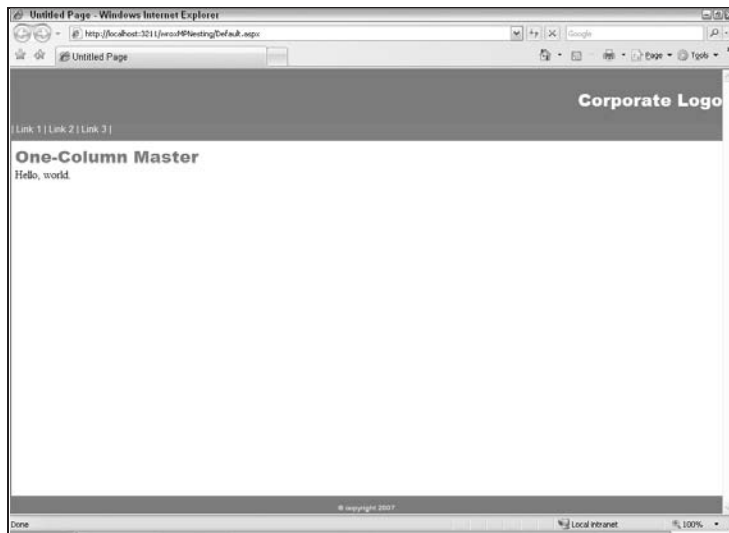 Untitled Page - Windows Internet Explorer
http://localhost:3211/wroxMPNesting/Default.aspx
Google
Untitled Page
Page
Tools
Corporate Logo
| Link 1 | Link 2 | Link 3 |
One-Column Master
Hello, world.
© copyright 2007
Done
Local intranet
100%